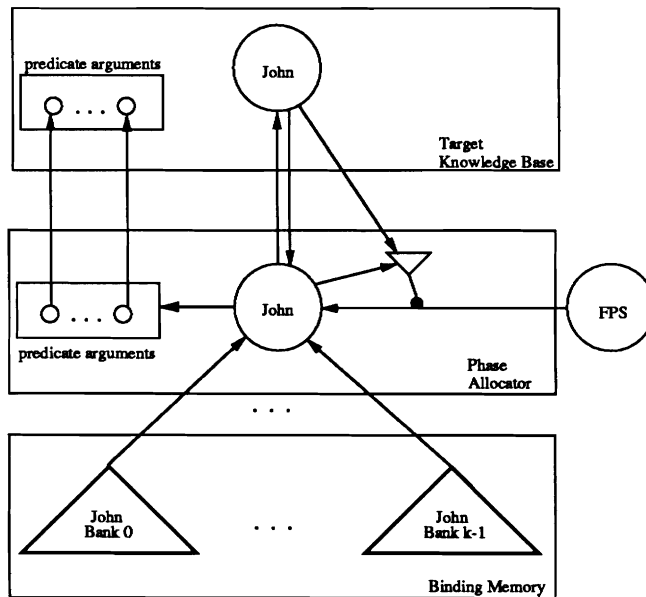 predicate arguments
. . .
John
Target
Knowledge Base
. . .
predicate arguments
John
FPS
Phase
Allocator
. . .
John
Bank 0
. . .
John
Bank k-1
Binding Memory